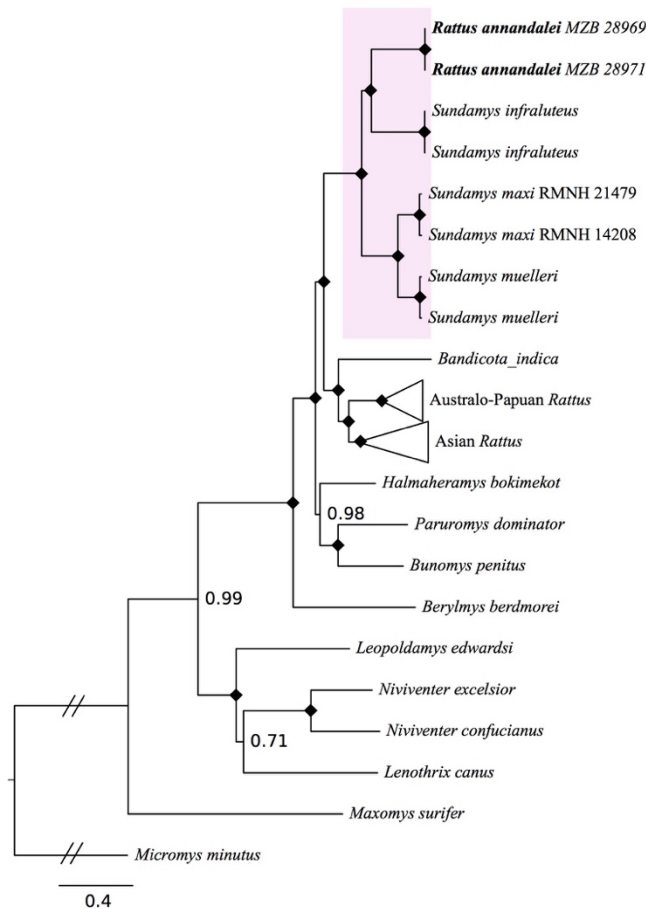 Rattus annandalei MZB 28969
Rattus annandalei MZB 28971
Sundamys infraluteus
Sundamys infraluteus
Sundamys maxi RMNH 21479
Sundamys maxi RMNH 14208
Sundamys muelleri
Sundamys muelleri
Bandicota_indica
Australo-Papuan Rattus
Asian Rattus
Halmaheramys bokimekot
0.98
Paruromys dominator
Bunomys penitus
0.99
Berylmys berdmorei
Leopoldamys edwardsi
Niviventer excelsior
Niviventer confucianus
0.71
Lenothrix canus
Maxomys surifer
Micromys minutus
0.4